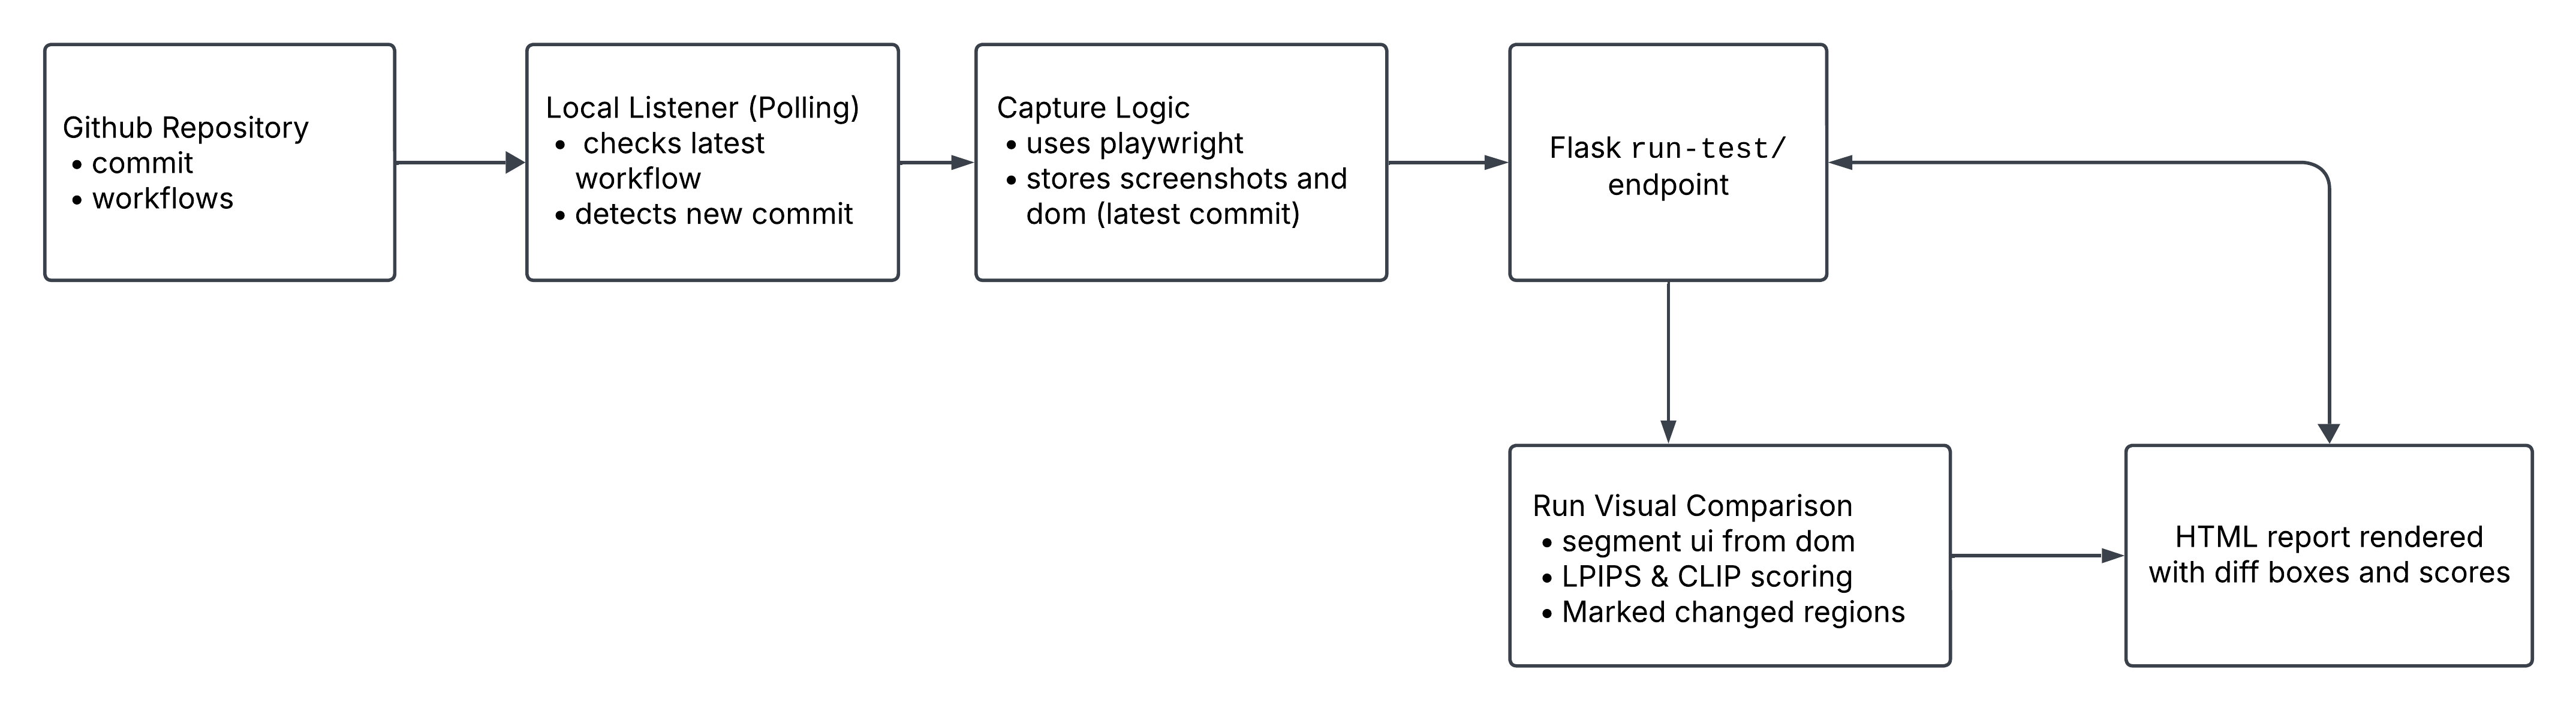 Github Repository
• commit
• workflows
Local Listener (Polling)
• checks latest
workflow
• detects new commit
Capture Logic
• uses playwright
• stores screenshots and
dom (latest commit)
Flask run-test/
endpoint
Run Visual Comparison
• segment ui from dom
• LPIPS & CLIP scoring
• Marked changed regions
HTML report rendered
with diff boxes and scores